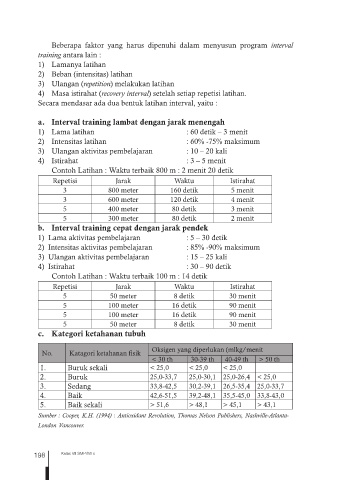 Beberapa faktor yang harus dipenuhi dalam menyusun program interval
training antara lain :
1) Lamanya latihan
2) Beban (intensitas) latihan
3) Ulangan (repetition) melakukan latihan
4) Masa istirahat (recovery interval) setelah setiap repetisi latihan.
Secara mendasar ada dua bentuk latihan interval, yaitu :
a. Interval training lambat dengan jarak menengah
1) Lama latihan : 60 detik – 3 menit
2) Intensitas latihan : 60% -75% maksimum
3) Ulangan aktivitas pembelajaran : 10 – 20 kali
4) Istirahat : 3 – 5 menit
Contoh Latihan : Waktu terbaik 800 m : 2 menit 20 detik
Repetisi Jarak Waktu Istirahat
3 800 meter 160 detik 5 menit
3 600 meter 120 detik 4 menit
5 400 meter 80 detik 3 menit
5 300 meter 80 detik 2 menit
b. Interval training cepat dengan jarak pendek
1) Lama aktivitas pembelajaran : 5 – 30 detik
2) Intensitas aktivitas pembelajaran : 85% -90% maksimum
3) Ulangan aktivitas pembelajaran : 15 – 25 kali
4) Istirahat : 30 – 90 detik
Contoh Latihan : Waktu terbaik 100 m : 14 detik
Repetisi Jarak Waktu Istirahat
5 50 meter 8 detik 30 menit
5 100 meter 16 detik 90 menit
5 100 meter 16 detik 90 menit
5 50 meter 8 detik 30 menit
c. Kategori ketahanan tubuh
No. Katagori ketahanan fisik Oksigen yang diperlukan (mlkg/menit
< 30 th 30-39 th 40-49 th > 50 th
1. Buruk sekali < 25,0 < 25,0 < 25,0
2. Buruk 25,0-33,7 25,0-30,1 25,0-26,4 < 25,0
3. Sedang 33,8-42,5 30,2-39,1 26,5-35,4 25,0-33,7
4. Baik 42,6-51,5 39,2-48,1 35,5-45,0 33,8-43,0
5. Baik sekali > 51,6 > 48,1 > 45,1 > 43,1
Sumber : Cooper, K.H. (1994) : Antioxidant Revolution, Thomas Nelson Publishers, Nashville-Atlanta-
London Vancouver.
198